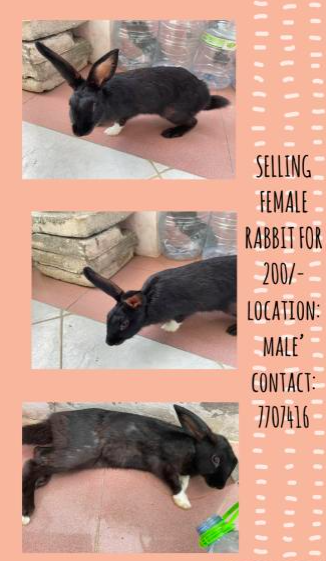 SELLING
FEMALE
RABBIT FOR
200/-
LOCATION:
MALE'
CONTACT:
7707416